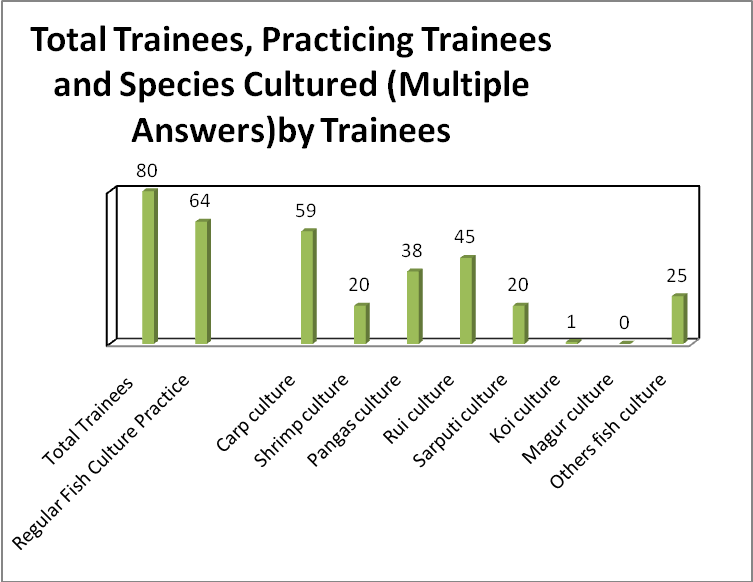 Total Trainees, Practicing Trainees
and Species Cultured (Multiple
Answers)by Trainees
80
64
59
20
38
45
20
1
0
25
Total Trainees
Regular Fish Culture Practice
Carp culture
Shrimp culture
Pangas culture
Rui culture
Sarputi culture
Koi culture
Magur culture
Others fish culture